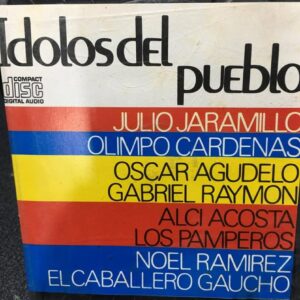 Idolos del
pueblo
COMPACT
disc
DIGITAL AUDIO
JULIO JARAMILLO
OLIMPO CARDENAS
OSCAR AGUDELO
GABRIEL RAYMON
ALCI ACOSTA
LOS PAMPEROS
NOEL RAMIREZ
EL CABALLERO GAUCHO